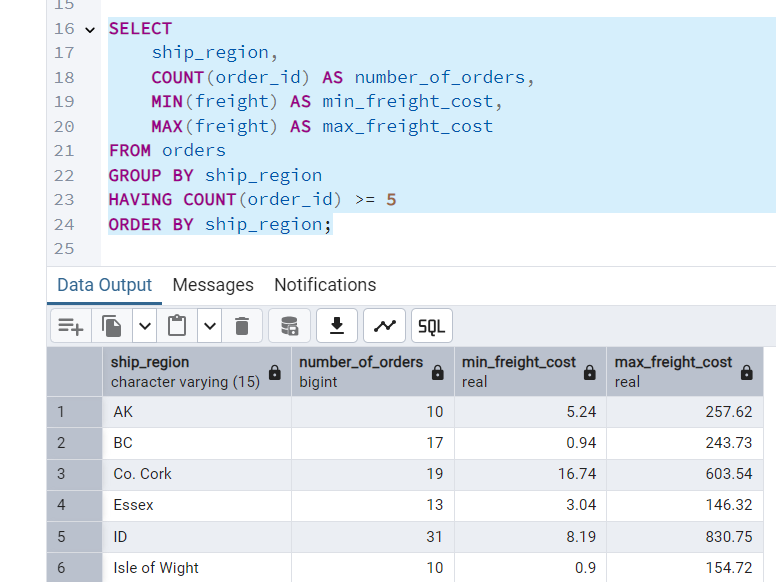 15
16 SELECT
17 ship_region,
18 COUNT(order_id) AS number_of_orders,
19 MIN(freight) AS min_freight_cost,
20 MAX(freight) AS max_freight_cost
21 FROM orders
22 GROUP BY ship_region
23 HAVING COUNT(order_id) >= 5
24 ORDER BY ship_region;
25
Data Output Messages Notifications
SQL
ship_region number_of_orders min_freight_cost max_freight_cost
character varying (15) bigint real real
1 AK 10 5.24 257.62
2 BC 17 0.94 243.73
3 Co. Cork 19 16.74 603.54
4 Essex 13 3.04 146.32
5 ID 31 8.19 830.75
6 Isle of Wight 10 0.9 154.72